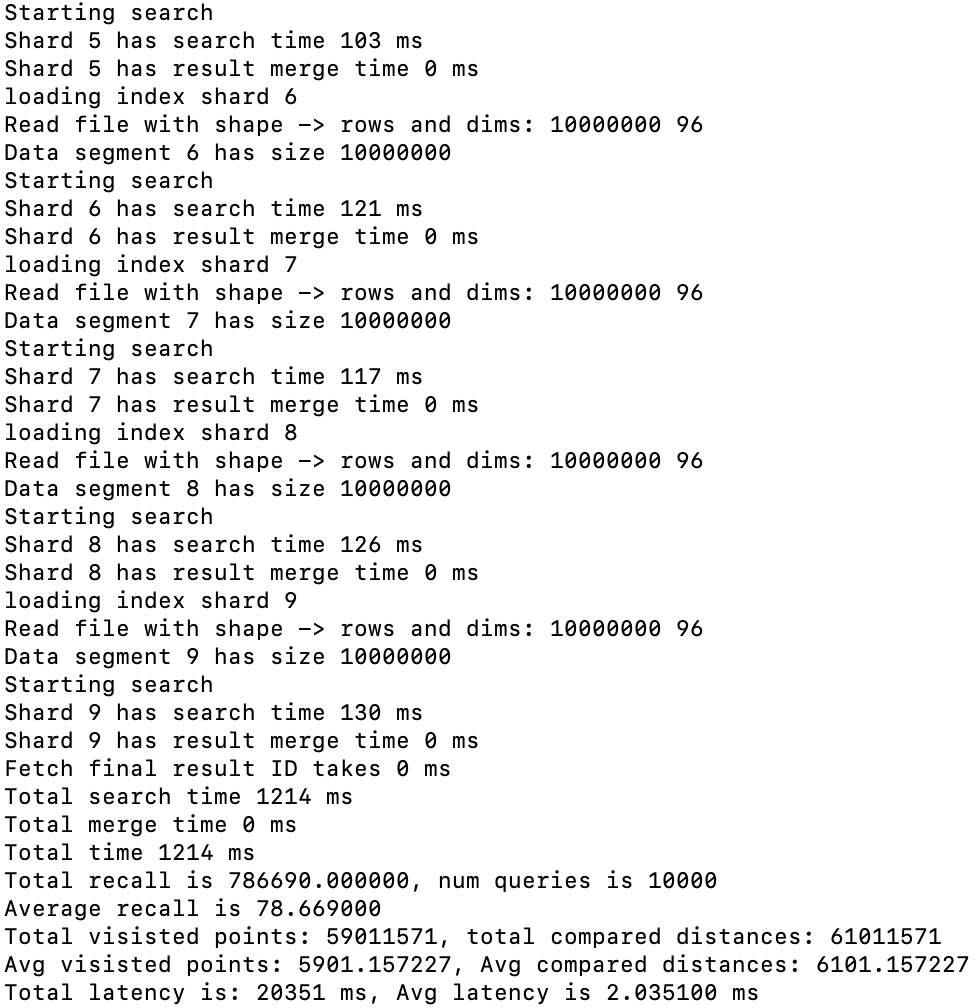 Starting search
Shard 5 has search time 103 ms
Shard 5 has result merge time 0 ms
loading index shard 6
Read file with shape -> rows and dims: 10000000 96
Data segment 6 has size 10000000
Starting search
Shard 6 has search time 121 ms
Shard 6 has result merge time 0 ms
loading index shard 7
Read file with shape -> rows and dims: 10000000 96
Data segment 7 has size 10000000
Starting search
Shard 7 has search time 117 ms
Shard 7 has result merge time 0 ms
loading index shard 8
Read file with shape -> rows and dims: 10000000 96
Data segment 8 has size 10000000
Starting search
Shard 8 has search time 126 ms
Shard 8 has result merge time 0 ms
loading index shard 9
Read file with shape -> rows and dims: 10000000 96
Data segment 9 has size 10000000
Starting search
Shard 9 has search time 130 ms
Shard 9 has result merge time 0 ms
Fetch final result ID takes 0 ms
Total search time 1214 ms
Total merge time 0 ms
Total time 1214 ms
Total recall is 786690.000000, num queries is 10000
Average recall is 78.669000
Total visisted points: 59011571, total compared distances: 61011571
Avg visisted points: 5901.157227, Avg compared distances: 6101.157227
Total latency is: 20351 ms, Avg latency is 2.035100 ms